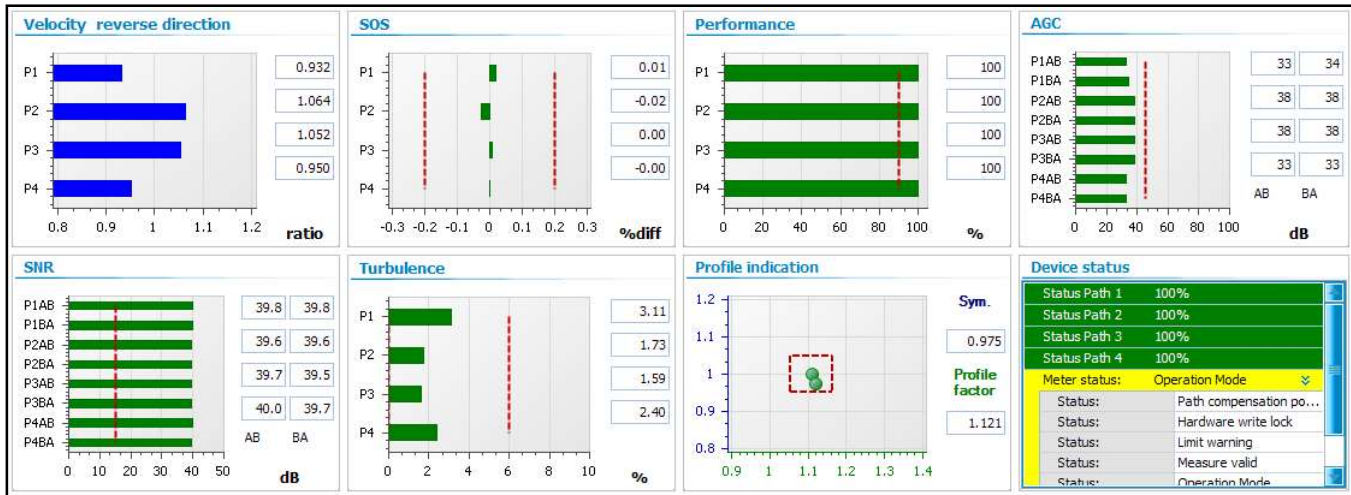 Velocity reverse direction
P1
P2
P3
P4
0.932
1.064
1.052
0.950
0.8 0.9 1 1.1 1.2
ratio
SOS
P1
P2
P3
P4
0.01
-0.02
0.00
-0.00
-0.3 -0.2 -0.1 0 0.1 0.2 0.3
%diff
Performance
P1
P2
P3
P4
100
100
100
100
0 20 40 60 80 100
%
AGC
P1AB
P1BA
P2AB
P2BA
P3AB
P3BA
P4AB
P4BA
33 34
38 38
38 38
33 33
AB BA
0 20 40 60 80 100
dB
SNR
P1AB
P1BA
P2AB
P2BA
P3AB
P3BA
P4AB
P4BA
39.8 39.8
39.6 39.6
39.7 39.5
40.0 39.7
AB BA
0 10 20 30 40 50
dB
Turbulence
P1
P2
P3
P4
3.11
1.73
1.59
2.40
0 2 4 6 8 10
%
Profile indication
1.2
1.1
1
0.9
0.8
0.9 1 1.1 1.2 1.3 1.4
Sym.
0.975
Profile
factor
1.121
Device status
Status Path 1 100%
Status Path 2 100%
Status Path 3 100%
Status Path 4 100%
Meter status: Operation Mode
Status: Path compensation po...
Status: Hardware write lock
Status: Limit warning
Status: Measure valid
Status: Operation Mode